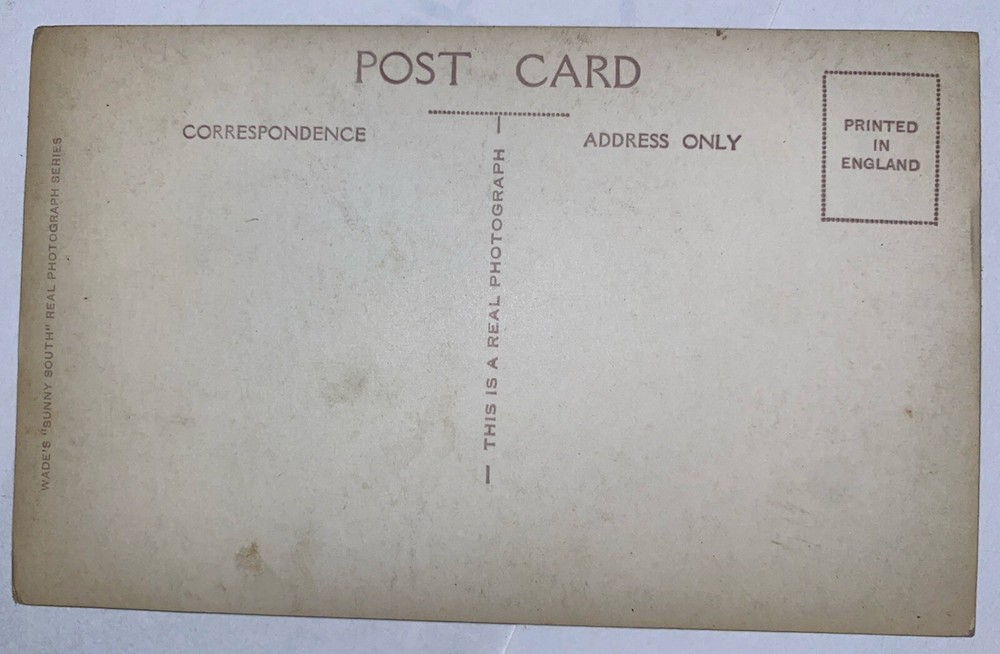 POST CARD
CORRESPONDENCE
ADDRESS ONLY
PRINTED
IN
ENGLAND
THIS IS A REAL PHOTOGRAPH
WADE'S "SUNNY SOUTH" REAL PHOTOGRAPH SERIES